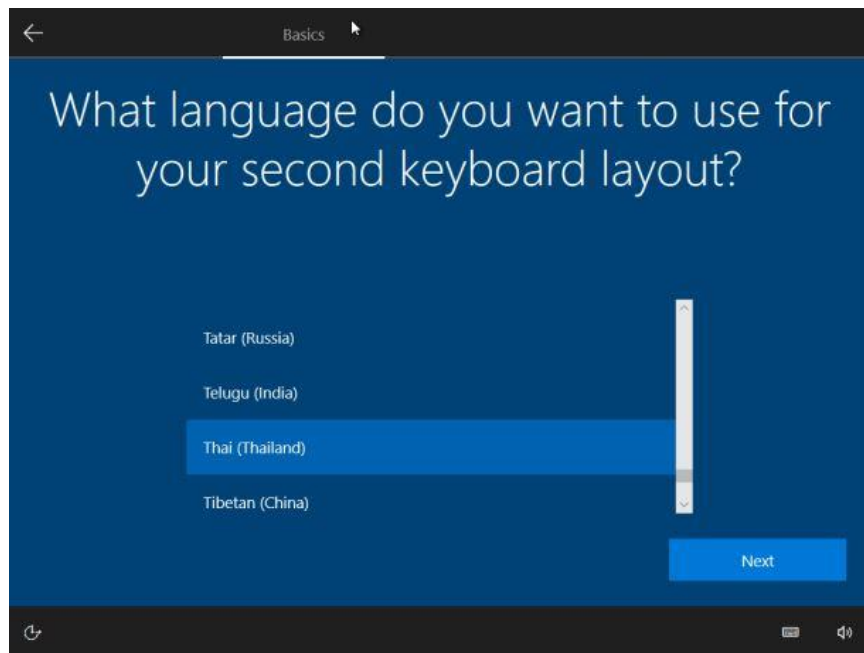 Basics
What language do you want to use for
your second keyboard layout?
Tatar (Russia)
Telugu (India)
Thai (Thailand)
Tibetan (China)
Next